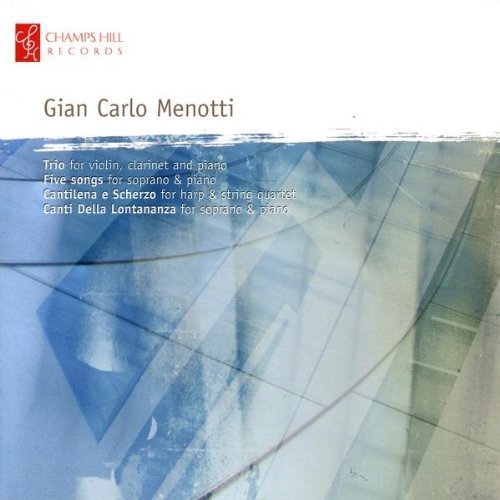 CHAMPS HILL
RECORDS
Gian Carlo Menotti
Trio for violin, clarinet and piano
Five songs for soprano & piano
Cantilena e Scherzo for harp & string quartet
Canti Della Lontananza for soprano & piano